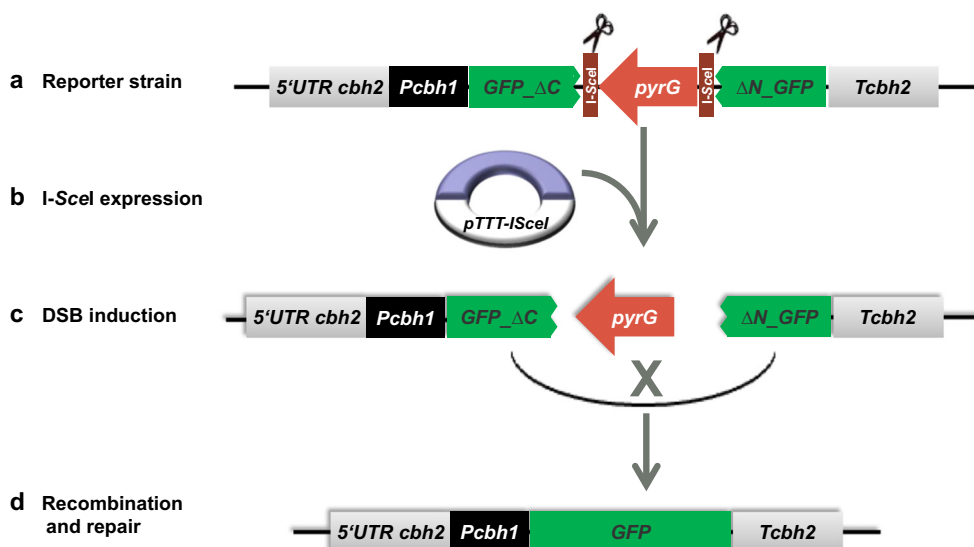 a Reporter strain
5'UTR cbh2 Pcbh1 GFP_ΔC I-SceI pyrG I-SceI ΔN_GFP Tcbh2
b I-SceI expression
pTTT-ISceI
c DSB induction
5'UTR cbh2 Pcbh1 GFP_ΔC pyrG ΔN_GFP Tcbh2
X
d Recombination
and repair
5'UTR cbh2 Pcbh1 GFP Tcbh2